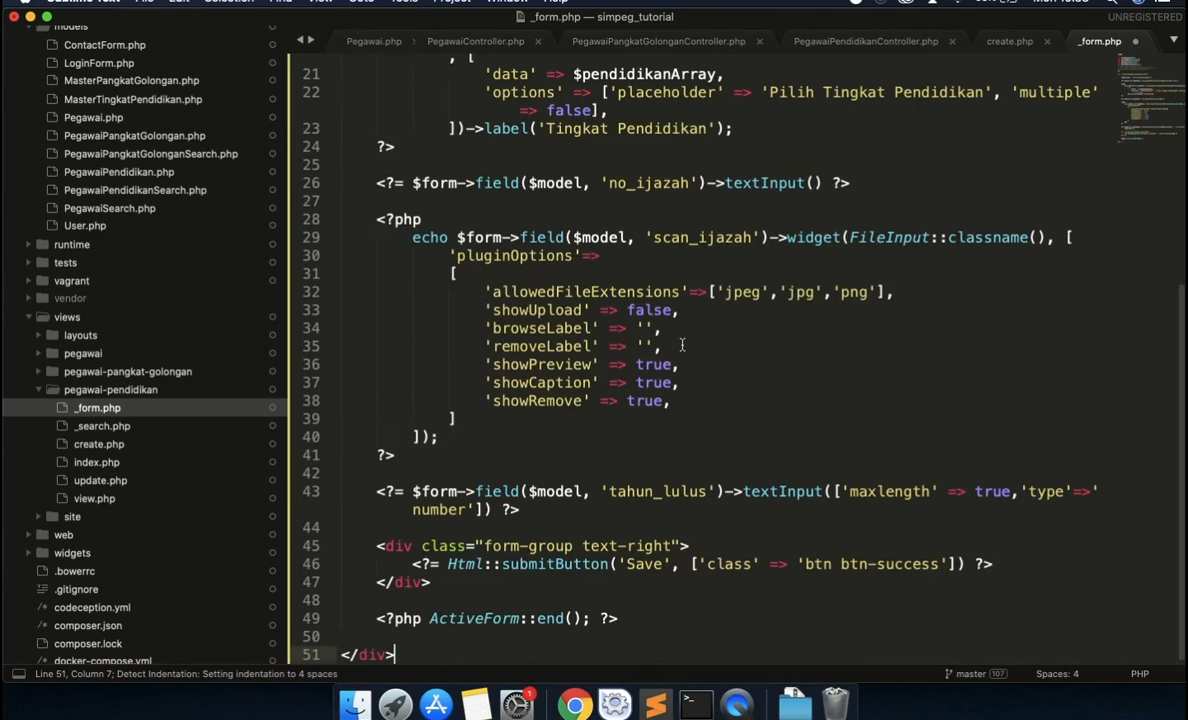 _form.php — simpeg_tutorial
UNREGISTERED
Pegawai.php
PegawaiController.php
PegawaiPangkatGolonganController.php
PegawaiPendidikanController.php
create.php
_form.php
models
ContactForm.php
LoginForm.php
MasterPangkatGolongan.php
MasterTingkatPendidikan.php
Pegawai.php
PegawaiPangkatGolongan.php
PegawaiPangkatGolonganSearch.php
PegawaiPendidikan.php
PegawaiPendidikanSearch.php
PegawaiSearch.php
User.php
runtime
tests
vagrant
vendor
views
layouts
pegawai
pegawai-pangkat-golongan
pegawai-pendidikan
_form.php
_search.php
create.php
index.php
update.php
view.php
site
web
widgets
.bowerrc
.gitignore
codeception.yml
composer.json
composer.lock
docker-compose.yml
, [
21 'data' => $pendidikanArray,
22 'options' => ['placeholder' => 'Pilih Tingkat Pendidikan', 'multiple'
=> false],
23 ])->label('Tingkat Pendidikan');
24 ?>
25
26 <?= $form->field($model, 'no_ijazah')->textInput() ?>
27
28 <?php
29 echo $form->field($model, 'scan_ijazah')->widget(FileInput::classname(), [
30 'pluginOptions'=>
31 [
32 'allowedFileExtensions'=>['jpeg','jpg','png'],
33 'showUpload' => false,
34 'browseLabel' => '',
35 'removeLabel' => '',
36 'showPreview' => true,
37 'showCaption' => true,
38 'showRemove' => true,
39 ]
40 ]);
41 ?>
42
43 <?= $form->field($model, 'tahun_lulus')->textInput(['maxlength' => true,'type'=>'
number']) ?>
44
45 <div class="form-group text-right">
46 <?= Html::submitButton('Save', ['class' => 'btn btn-success']) ?>
47 </div>
48
49 <?php ActiveForm::end(); ?>
50
51 </div>
Line 51, Column 7; Detect Indentation: Setting indentation to 4 spaces
master 107
Spaces: 4
PHP
1